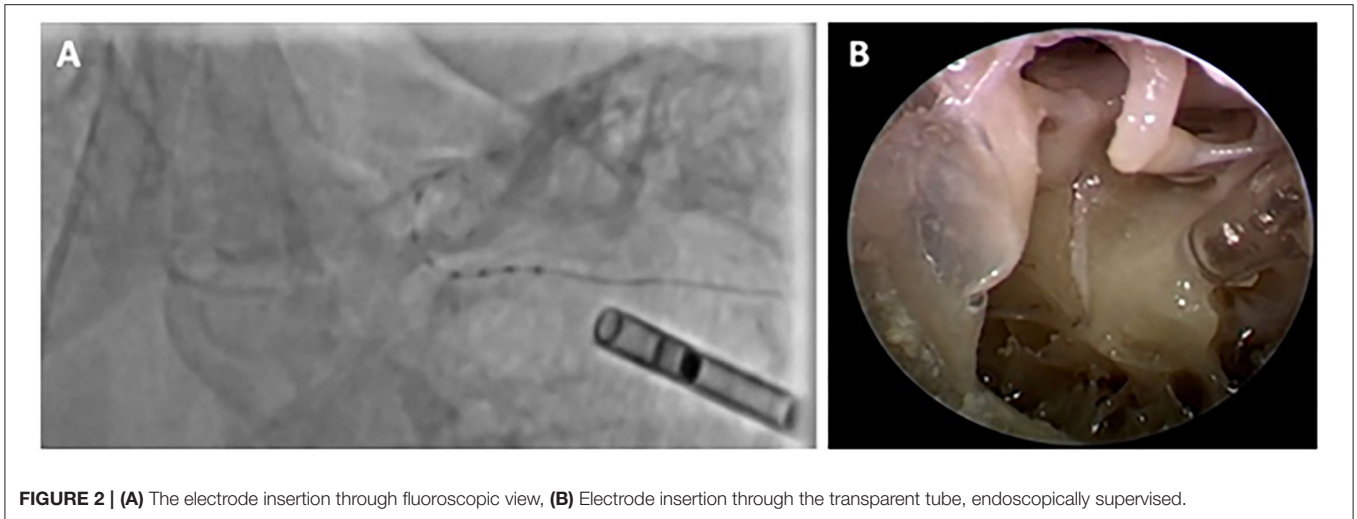 A
B
FIGURE 2 | (A) The electrode insertion through fluoroscopic view, (B) Electrode insertion through the transparent tube, endoscopically supervised.